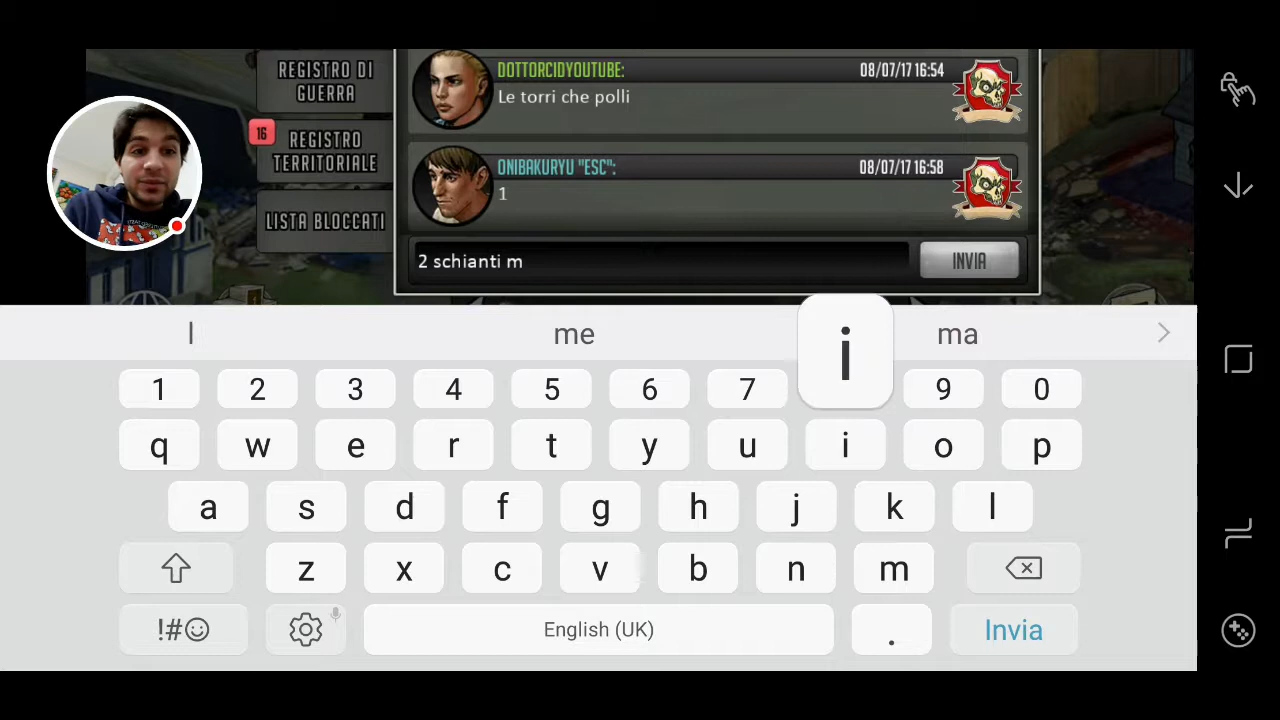 REGISTRO DI
GUERRA
16
REGISTRO
TERRITORIALE
LISTA BLOCCATI
DOTTORCIDYOUTUBE:
08/07/17 16:54
Le torri che polli
ONIBAKURYU "ESC":
08/07/17 16:58
1
2 schianti m
INVIA
l me ma
i
1 2 3 4 5 6 7 9 0
q w e r t y u i o p
a s d f g h j k l
z x c v b n m
!#
English (UK)
.
Invia